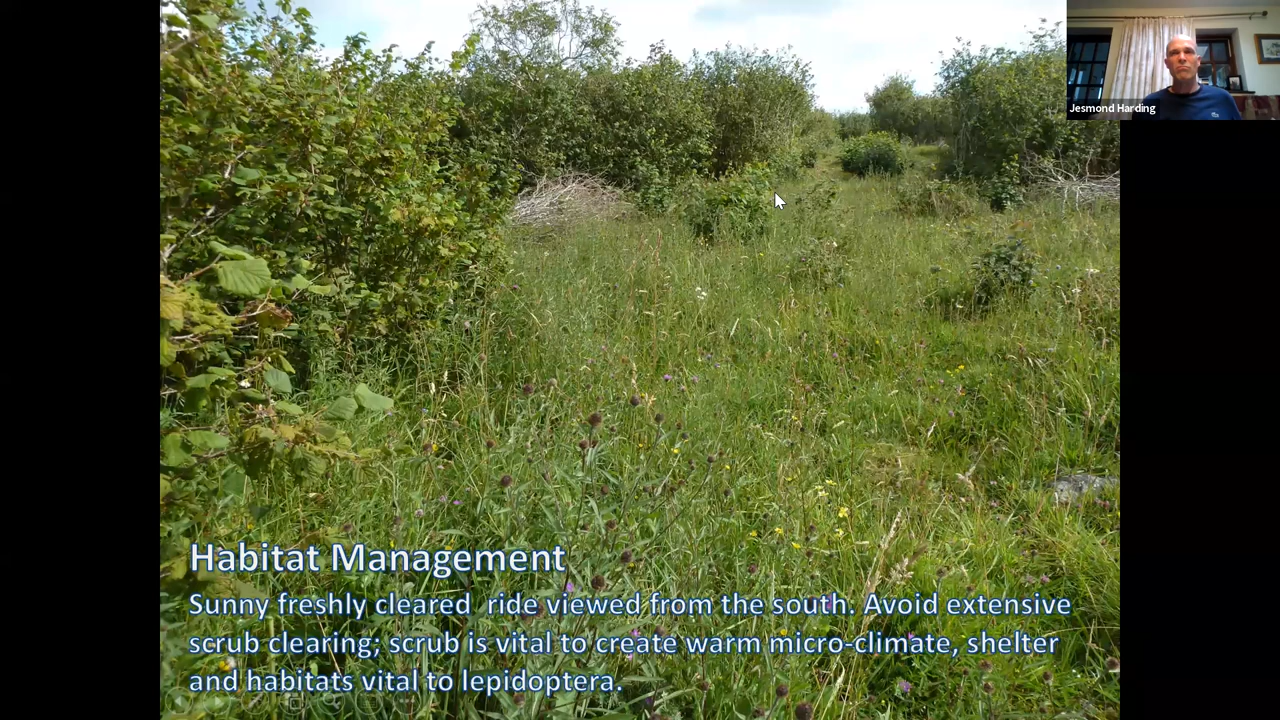 Jesmond Harding
Habitat Management
Sunny freshly cleared  ride viewed from the south. Avoid extensive
scrub clearing; scrub is vital to create warm micro-climate, shelter
and habitats vital to lepidoptera.